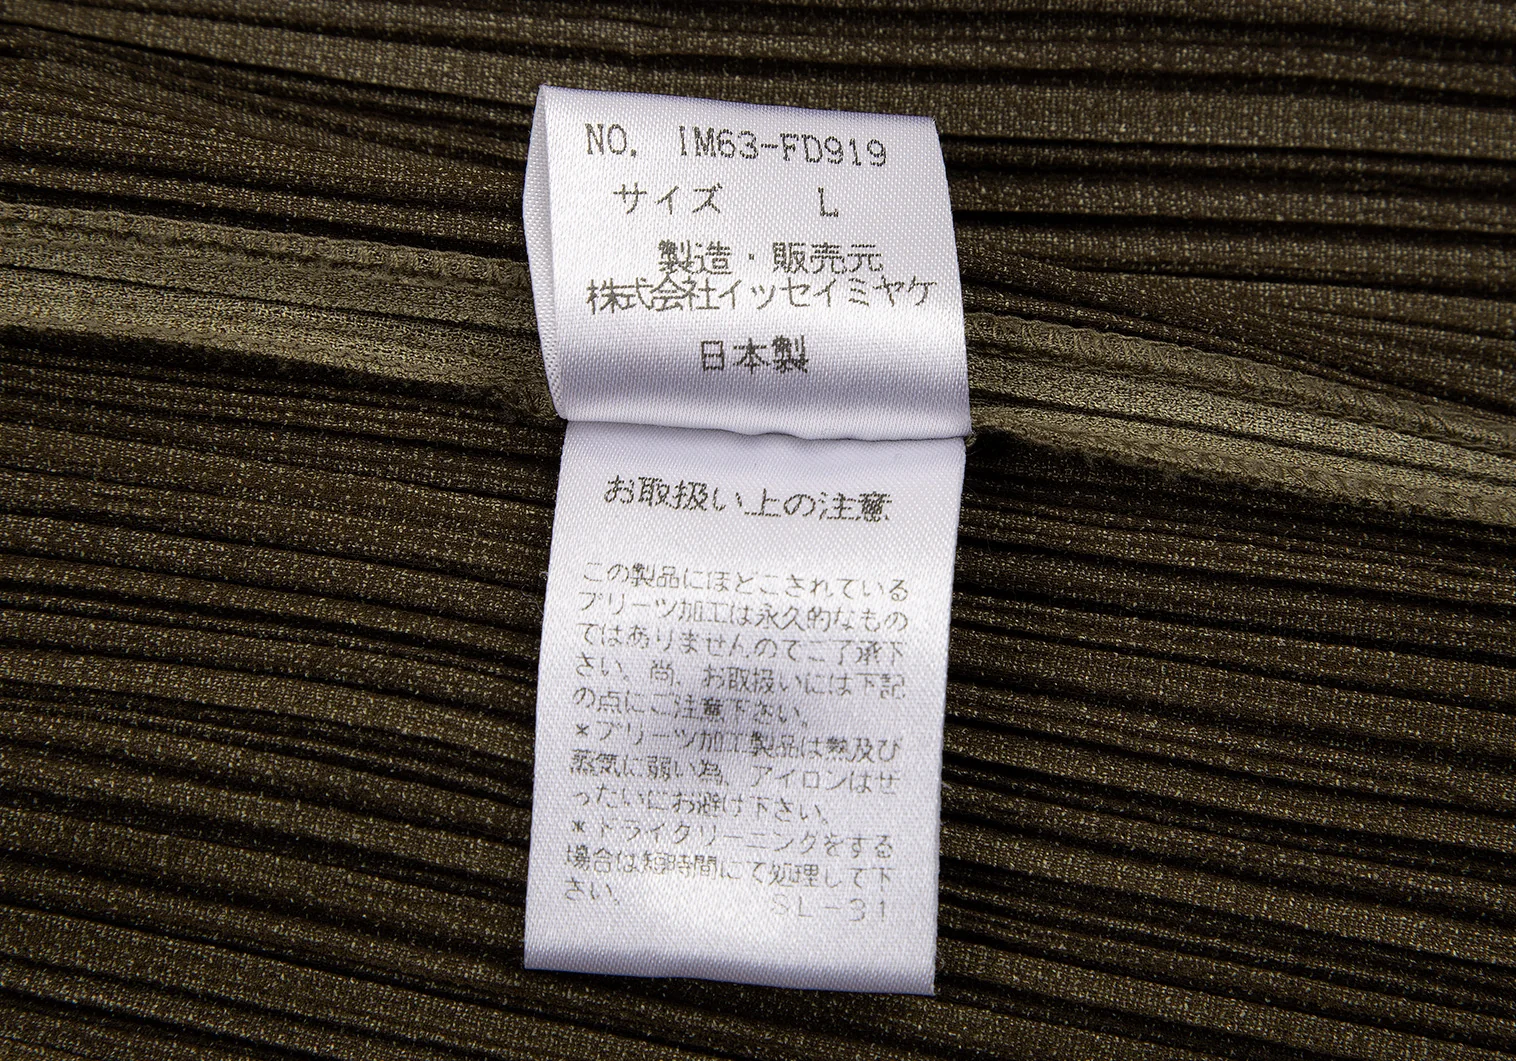 NO. IM63-FD919
サイズ L
製造・販売元
株式会社イッセイミヤケ
日本製
お取扱い上の注意
この製品にほどこされている
プリーツ加工は永久的なもの
ではありませんのでご了承下
さい。尚、お取扱いには下記
の点にご注意下さい。
*プリーツ加工製品は熱及び
蒸気に弱い為、アイロンはぜ
ったいにお避け下さい。
*ドライクリーニングをする
場合は短時間にて処理して下
さい。 SL-31